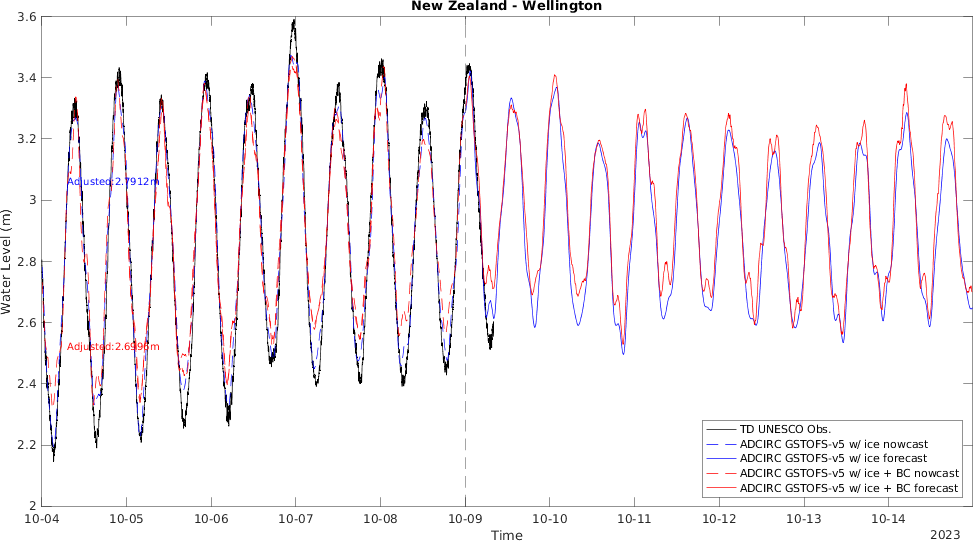 New Zealand - Wellington
3.6
3.4
3.2
3
2.8
2.6
2.4
2.2
2
Water Level (m)
Adjusted:2.7912m
Adjusted:2.6996m
TD UNESCO Obs.
ADCIRC GSTOFS-v5 w/ ice nowcast
ADCIRC GSTOFS-v5 w/ ice forecast
ADCIRC GSTOFS-v5 w/ ice + BC nowcast
ADCIRC GSTOFS-v5 w/ ice + BC forecast
10-04 10-05 10-06 10-07 10-08 10-09 10-10 10-11 10-12 10-13 10-14
Time
2023